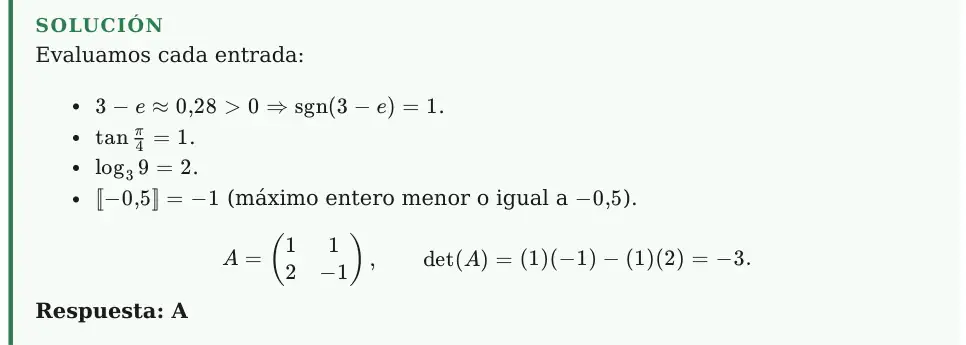 SOLUCIÓN
Evaluamos cada entrada:
• 3 − e ≈ 0,28 > 0 ⇒ sgn(3 − e) = 1.
• tan π/4 = 1.
• log₃ 9 = 2.
• ⟦−0,5⟧ = −1 (máximo entero menor o igual a −0,5).
A = (1 1; 2 −1), det(A) = (1)(−1) − (1)(2) = −3.
Respuesta: A